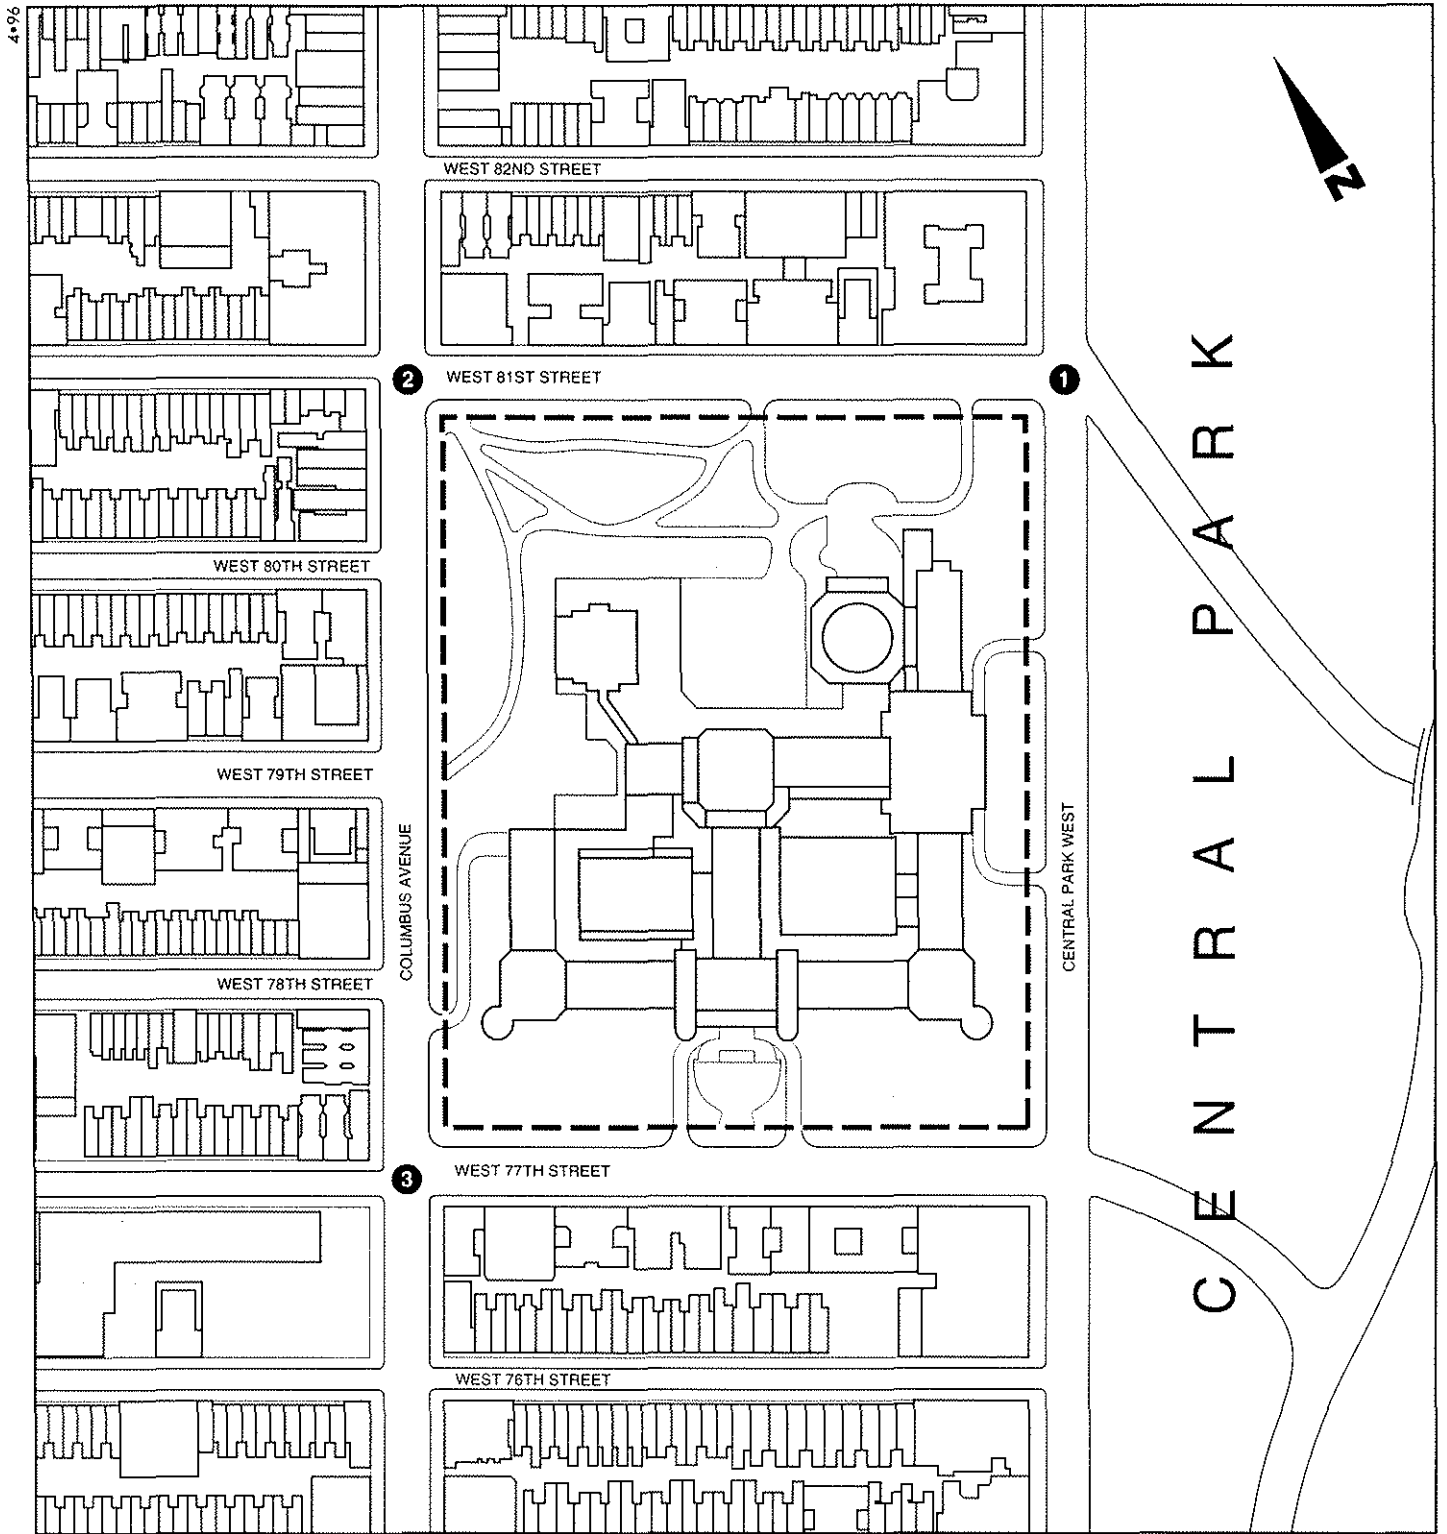 4•96
WEST 82ND STREET
N
2
WEST 81ST STREET
1
WEST 80TH STREET
WEST 79TH STREET
COLUMBUS AVENUE
CENTRAL PARK WEST
CENTRAL PARK
WEST 78TH STREET
3
WEST 77TH STREET
WEST 76TH STREET